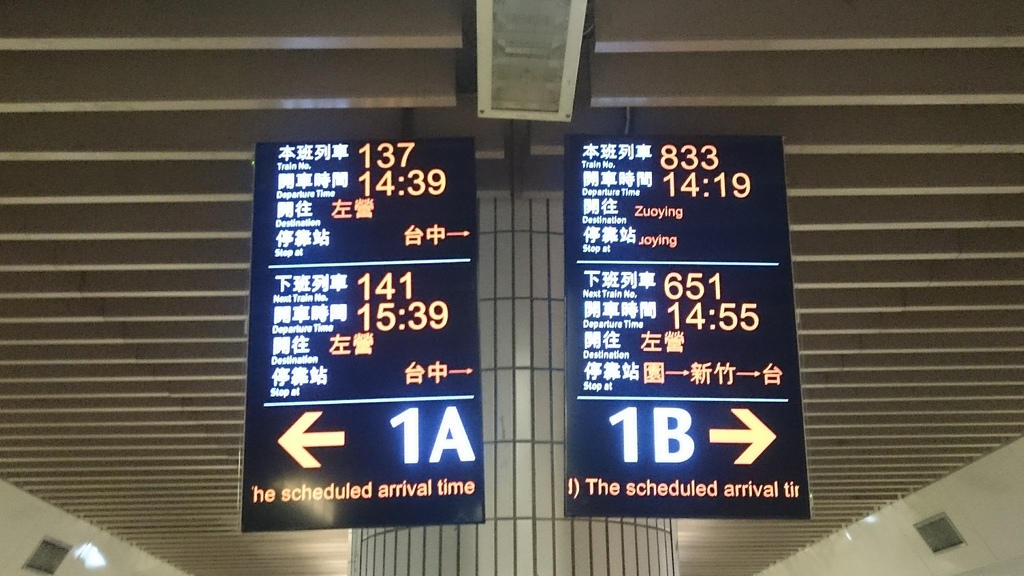 本班列車 137
Train No.
開車時間 14:39
Departure Time
開往 左營
Destination
停靠站 台中→
Stop at
下班列車 141
Next Train No.
開車時間 15:39
Departure Time
開往 左營
Destination
停靠站 台中→
Stop at
← 1A
he scheduled arrival time
本班列車 833
Train No.
開車時間 14:19
Departure Time
開往 Zuoying
Destination
停靠站 uoying
Stop at
下班列車 651
Next Train No.
開車時間 14:55
Departure Time
開往 左營
Destination
停靠站 園→新竹→台
Stop at
1B →
) The scheduled arrival tir